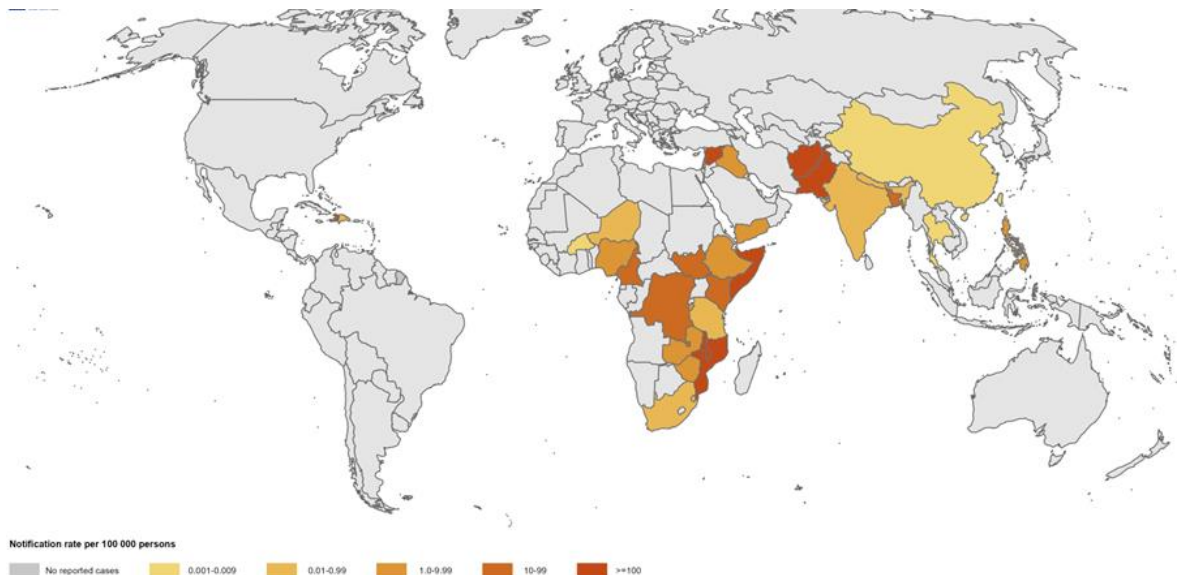 Notification rate per 100 000 persons
No reported cases 0.001-0.009 0.01-0.99 1.0-9.99 10-99 >=100